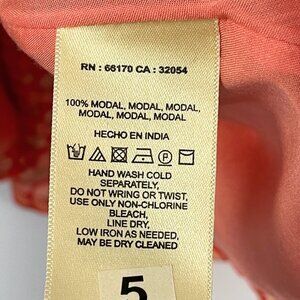 RN : 66170 CA : 32054
100% MODAL, MODAL, MODAL,
MODAL, MODAL, MODAL
HECHO EN INDIA
HAND WASH COLD
SEPARATELY,
DO NOT WRING OR TWIST,
USE ONLY NON-CHLORINE
BLEACH,
LINE DRY,
LOW IRON AS NEEDED,
MAY BE DRY CLEANED
5